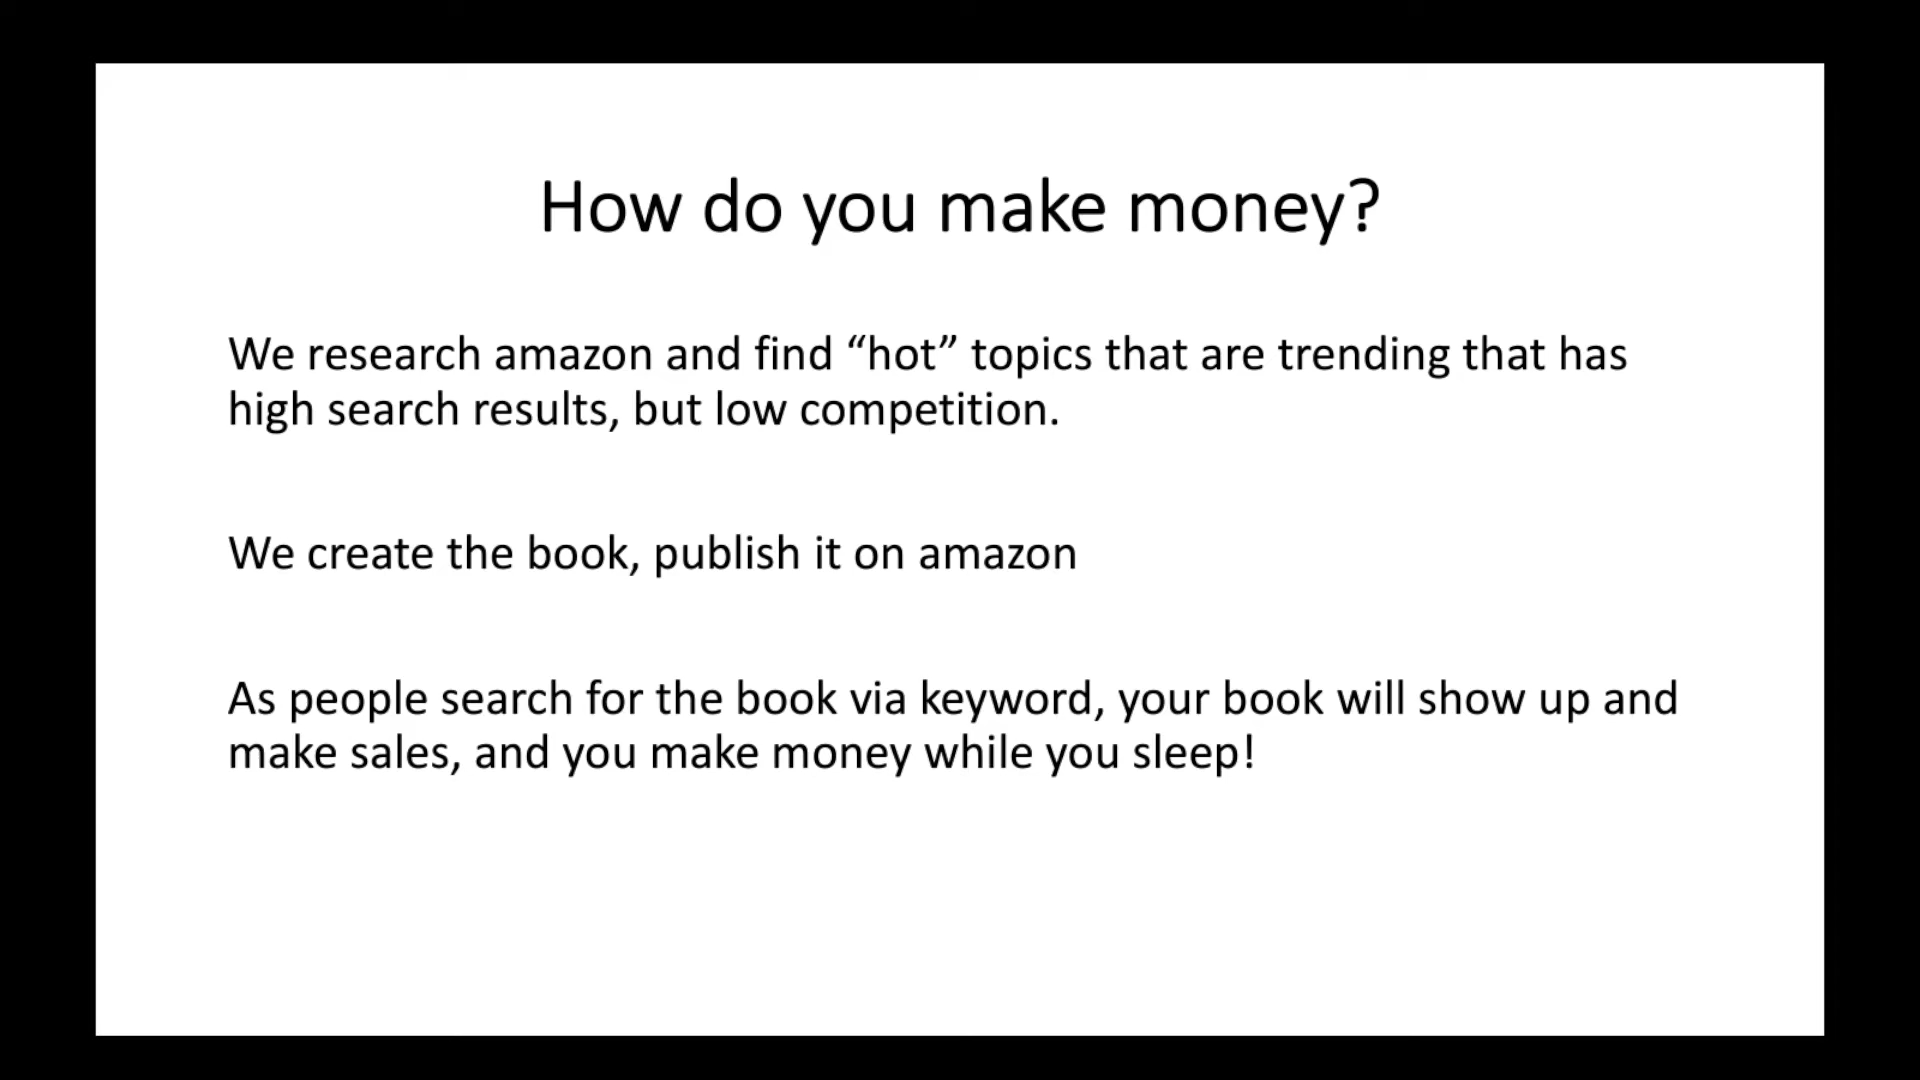 How do you make money?
We research amazon and find “hot” topics that are trending that has
high search results, but low competition.
We create the book, publish it on amazon
As people search for the book via keyword, your book will show up and
make sales, and you make money while you sleep!